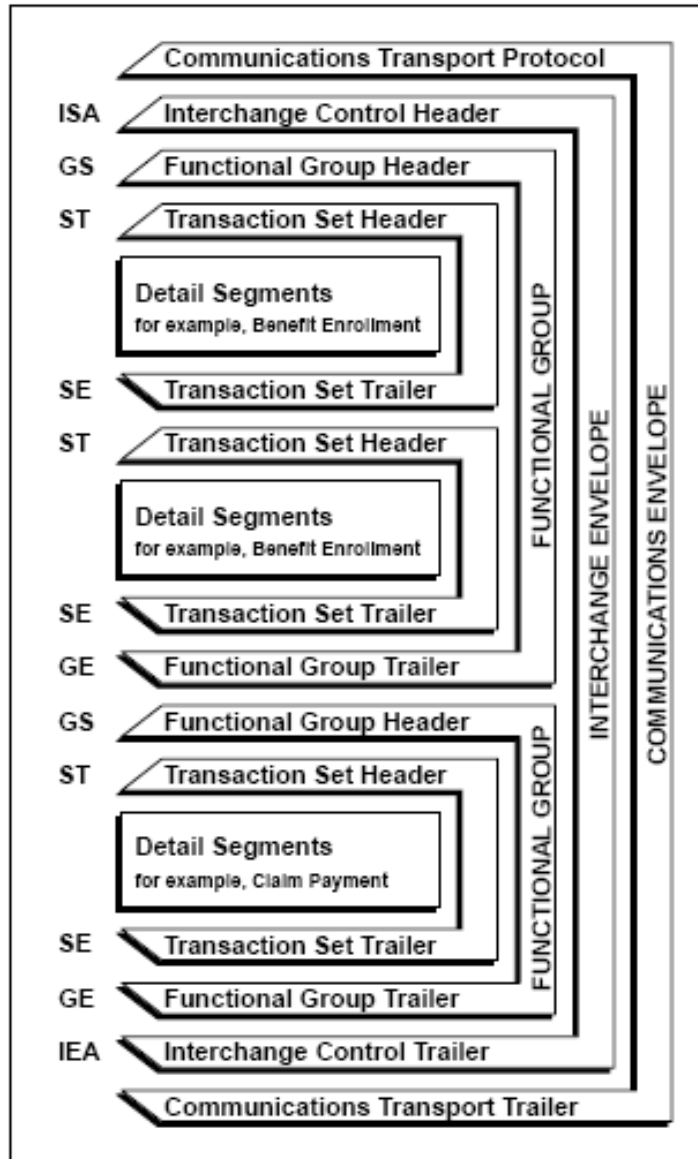 Communications Transport Protocol
ISA Interchange Control Header
GS Functional Group Header
ST Transaction Set Header
Detail Segments
for example, Benefit Enrollment
SE Transaction Set Trailer
ST Transaction Set Header
Detail Segments
for example, Benefit Enrollment
SE Transaction Set Trailer
GE Functional Group Trailer
FUNCTIONAL GROUP
GS Functional Group Header
ST Transaction Set Header
Detail Segments
for example, Claim Payment
SE Transaction Set Trailer
GE Functional Group Trailer
FUNCTIONAL GROUP
IEA Interchange Control Trailer
INTERCHANGE ENVELOPE
Communications Transport Trailer
COMMUNICATIONS ENVELOPE